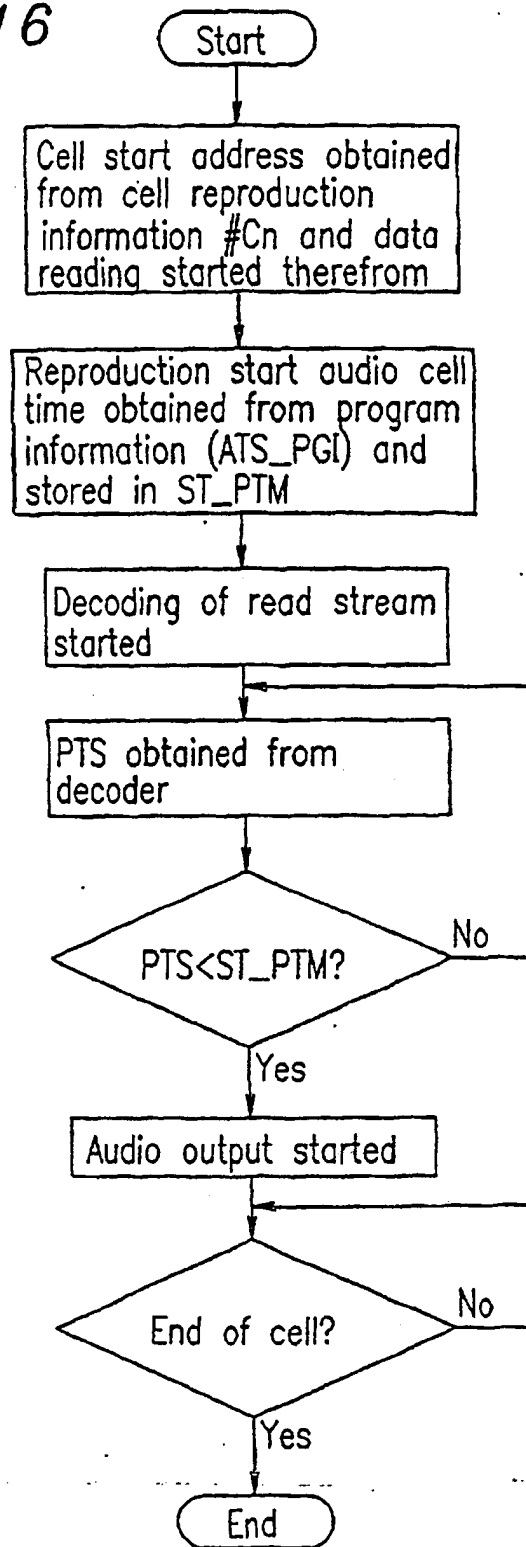 16
Start
Cell start address obtained
from cell reproduction
information #Cn and data
reading started therefrom
Reproduction start audio cell
time obtained from program
information (ATS_PGI) and
stored in ST_PTM
Decoding of read stream
started
PTS obtained from
decoder
PTS<ST_PTM?
No
Yes
Audio output started
End of cell?
No
Yes
End